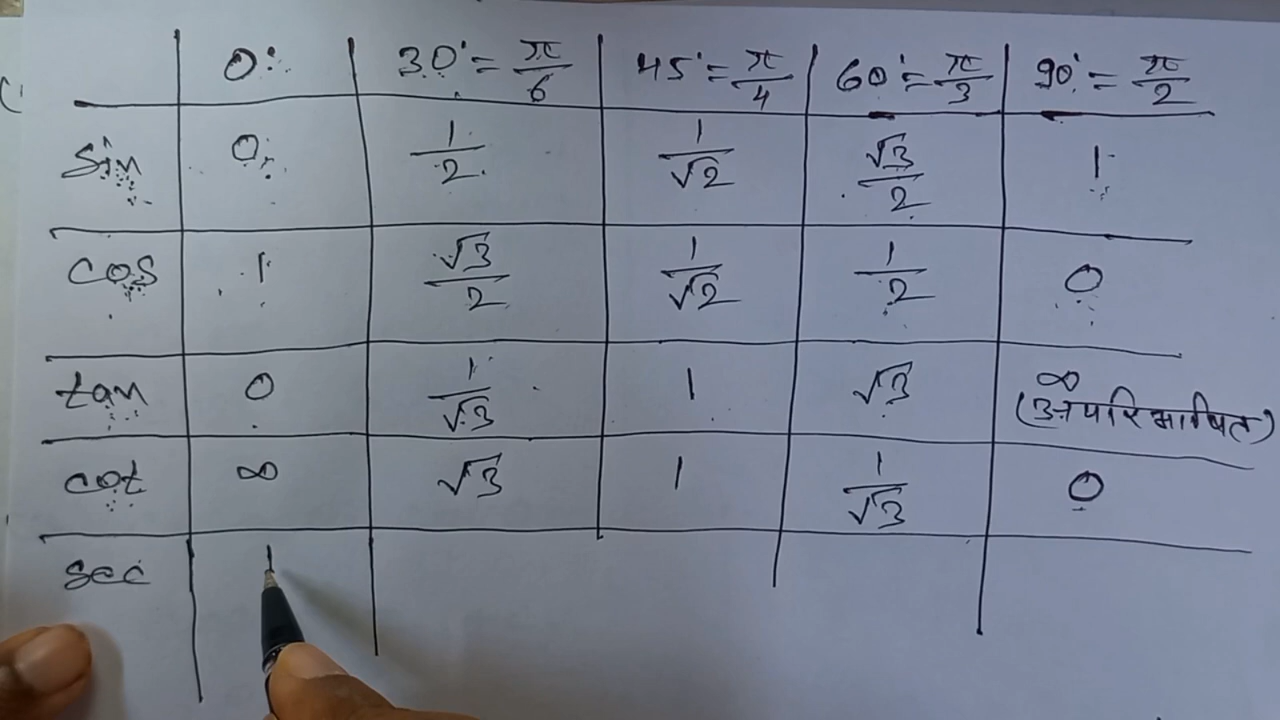 0° 30° = π/6 45° = π/4 60° = π/3 90° = π/2
sin 0 1/2 1/√2 √3/2 1
cos 1 √3/2 1/√2 1/2 0
tan 0 1/√3 1 √3 ∞
(अपरिभाषित)
cot ∞ √3 1 1/√3 0
sec 1